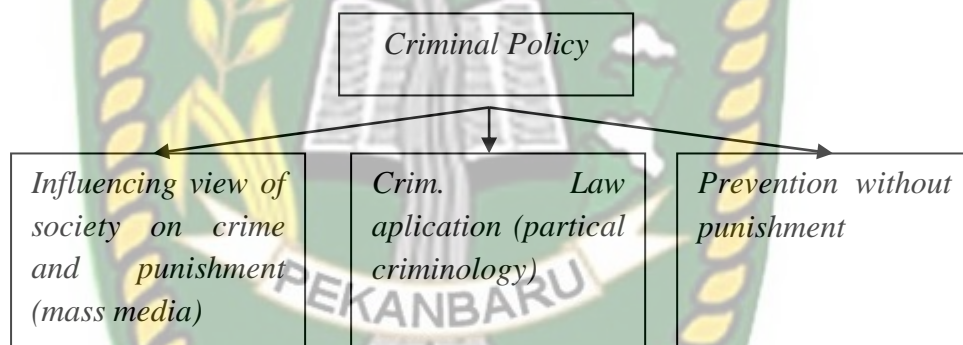 Criminal Policy
Influencing view of
society on crime
and punishment
(mass media)
Crim. Law
aplication (partical
criminology)
Prevention without
punishment
PEKANBARU